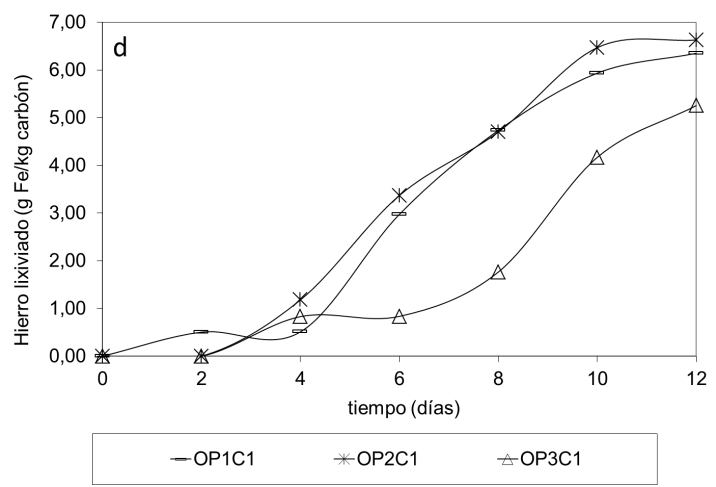 d
Hierro lixiviado (g Fe/kg carbón)
7,00
6,00
5,00
4,00
3,00
2,00
1,00
0,00
0 2 4 6 8 10 12
tiempo (días)
OP1C1 OP2C1 OP3C1